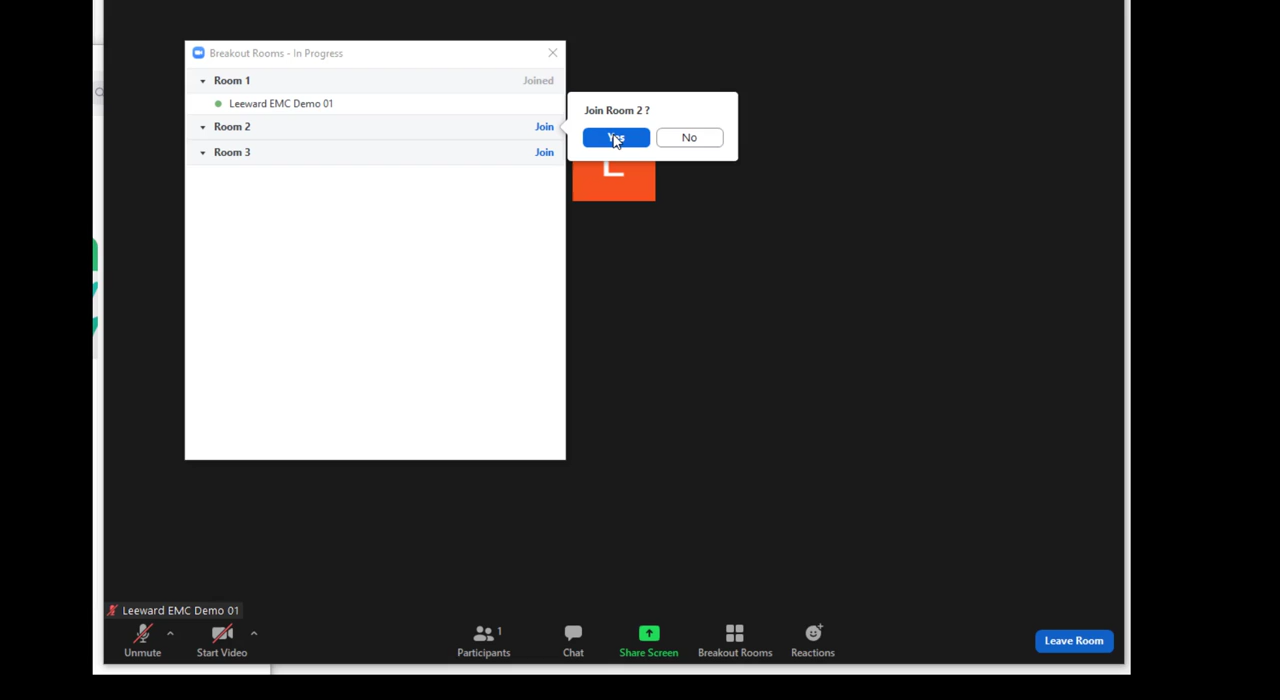 Breakout Rooms - In Progress
Room 1 Joined
Leeward EMC Demo 01
Room 2 Join
Room 3 Join
Join Room 2 ?
Yes No
Leeward EMC Demo 01
Unmute Start Video Participants 1 Chat Share Screen Breakout Rooms Reactions Leave Room